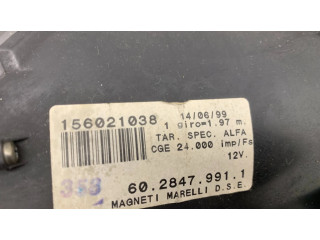 156021038
14/06/99
1 giro=1.97 m.
TAR. SPEC. ALFA
CGE 24.000 imp/Fs
12V.
358
60.2847.991.1
MAGNETI MARELLI D.S.E.